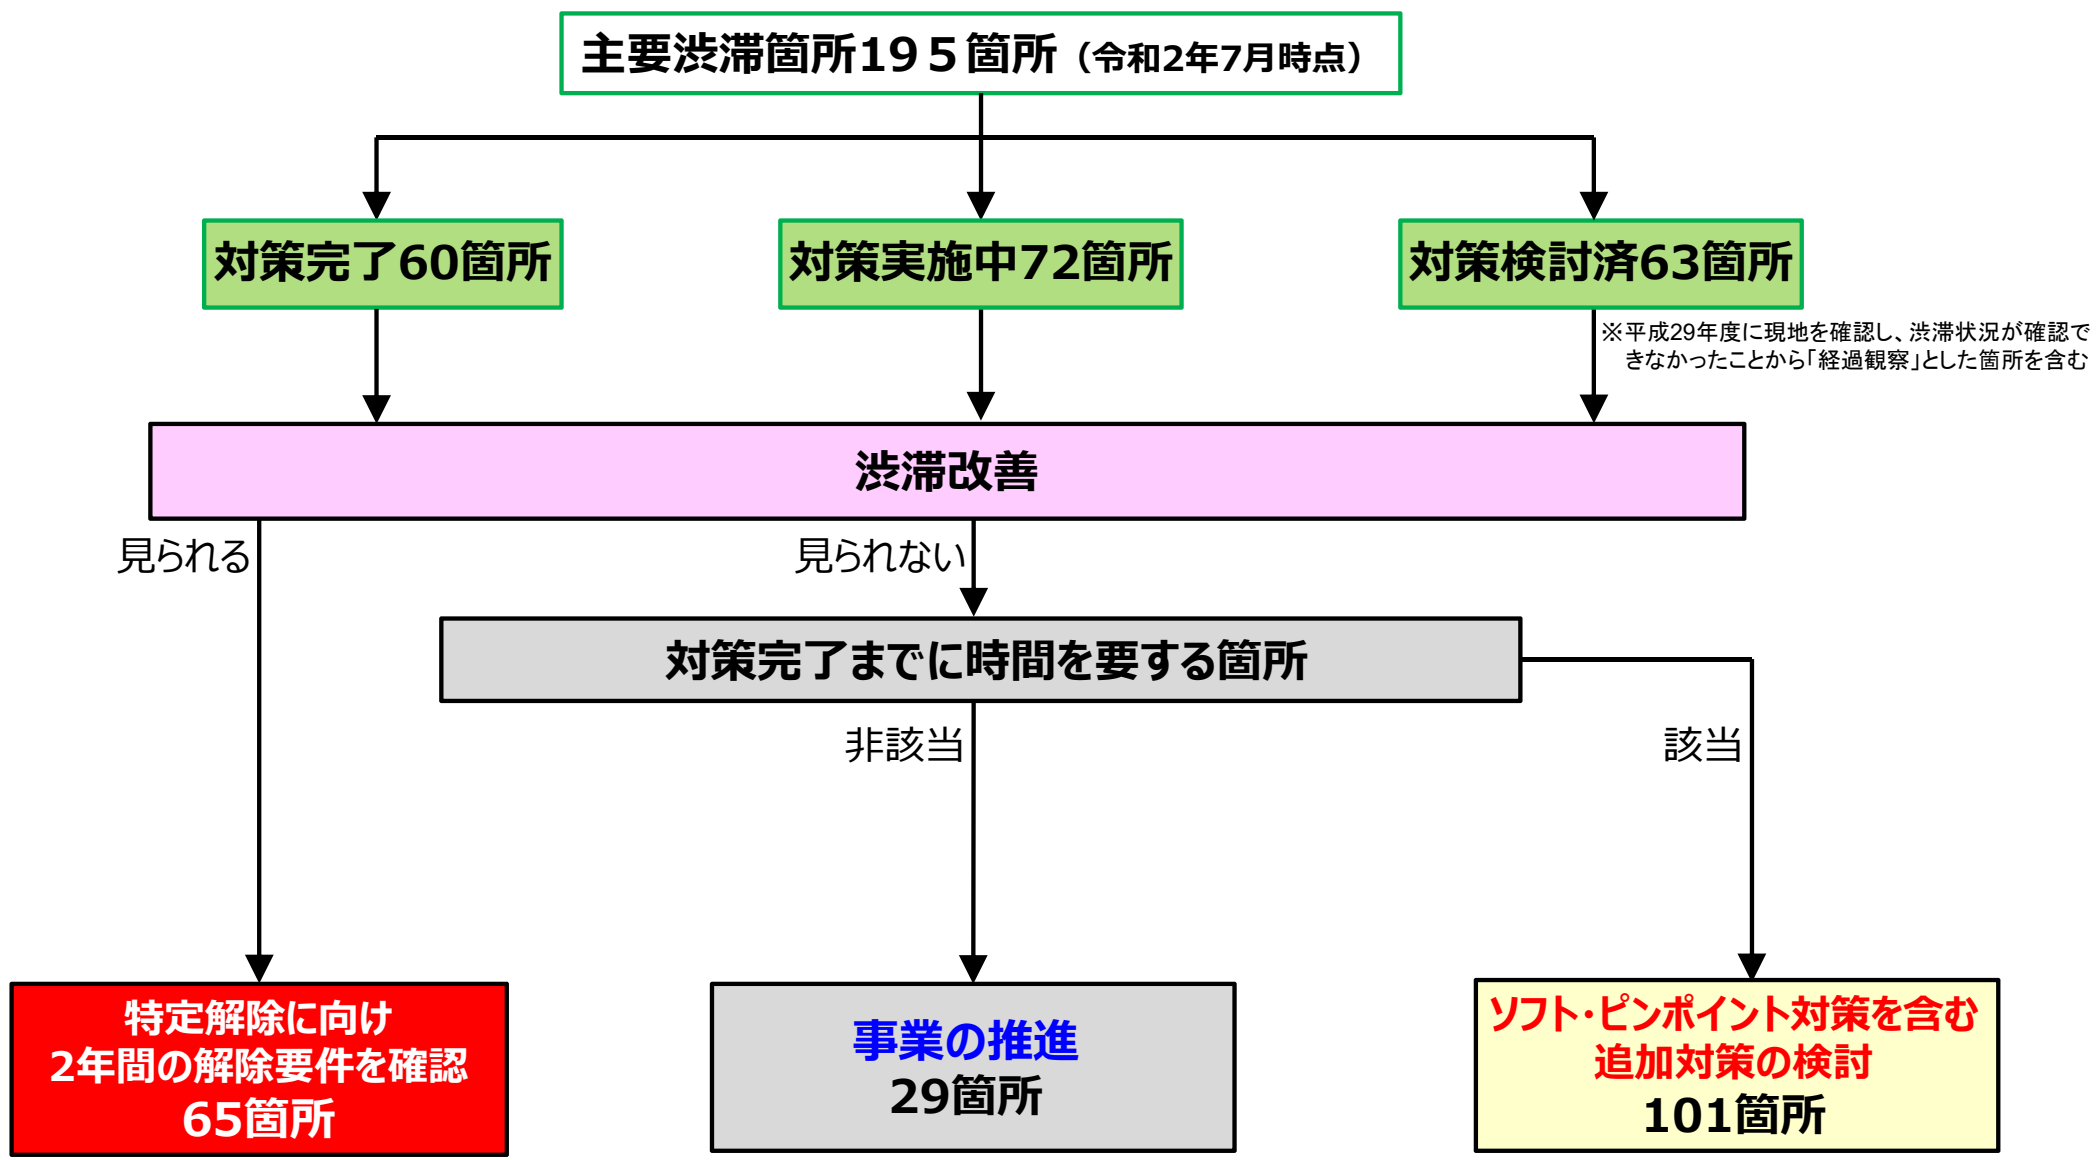 主要渋滞箇所19５箇所（令和2年7月時点）
対策完了60箇所
対策実施中72箇所
対策検討済63箇所
※平成29年度に現地を確認し、渋滞状況が確認で
きなかったことから「経過観察」とした箇所を含む
渋滞改善
見られる
見られない
対策完了までに時間を要する箇所
非該当
該当
特定解除に向け
2年間の解除要件を確認
65箇所
事業の推進
29箇所
ソフト・ピンポイント対策を含む
追加対策の検討
101箇所